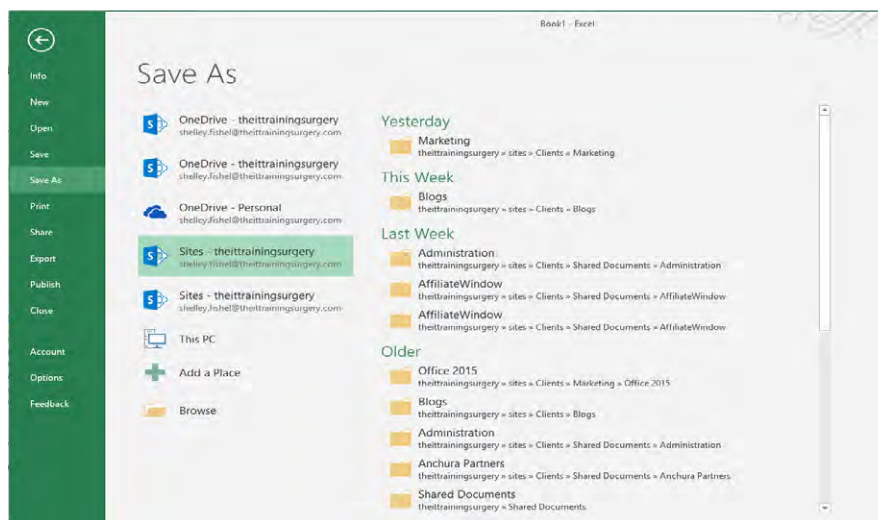 Book1 - Excel
Info
New
Open
Save
Save As
Print
Share
Export
Publish
Close
Account
Options
Feedback
Save As
OneDrive - theittrainingsurgery
shelley.fishel@theittrainingsurgery.com
OneDrive - theittrainingsurgery
shelley.fishel@theittrainingsurgery.com
OneDrive - Personal
shelley.fishel@theittrainingsurgery.com
Sites - theittrainingsurgery
shelley.fishel@theittrainingsurgery.com
Sites - theittrainingsurgery
shelley.fishel@theittrainingsurgery.com
This PC
Add a Place
Browse
Yesterday
Marketing
theittrainingsurgery » sites » Clients » Marketing
This Week
Blogs
theittrainingsurgery » sites » Clients » Blogs
Last Week
Administration
theittrainingsurgery » sites » Clients » Shared Documents » Administration
AffiliateWindow
theittrainingsurgery » sites » Clients » Shared Documents » AffiliateWindow
AffiliateWindow
theittrainingsurgery » sites » Clients » Shared Documents » AffiliateWindow
Older
Office 2015
theittrainingsurgery » sites » Clients » Marketing » Office 2015
Blogs
theittrainingsurgery » sites » Clients » Blogs
Administration
theittrainingsurgery » sites » Clients » Shared Documents » Administration
Anchura Partners
theittrainingsurgery » sites » Clients » Shared Documents » Anchura Partners
Shared Documents
theittrainingsurgery » Shared Documents